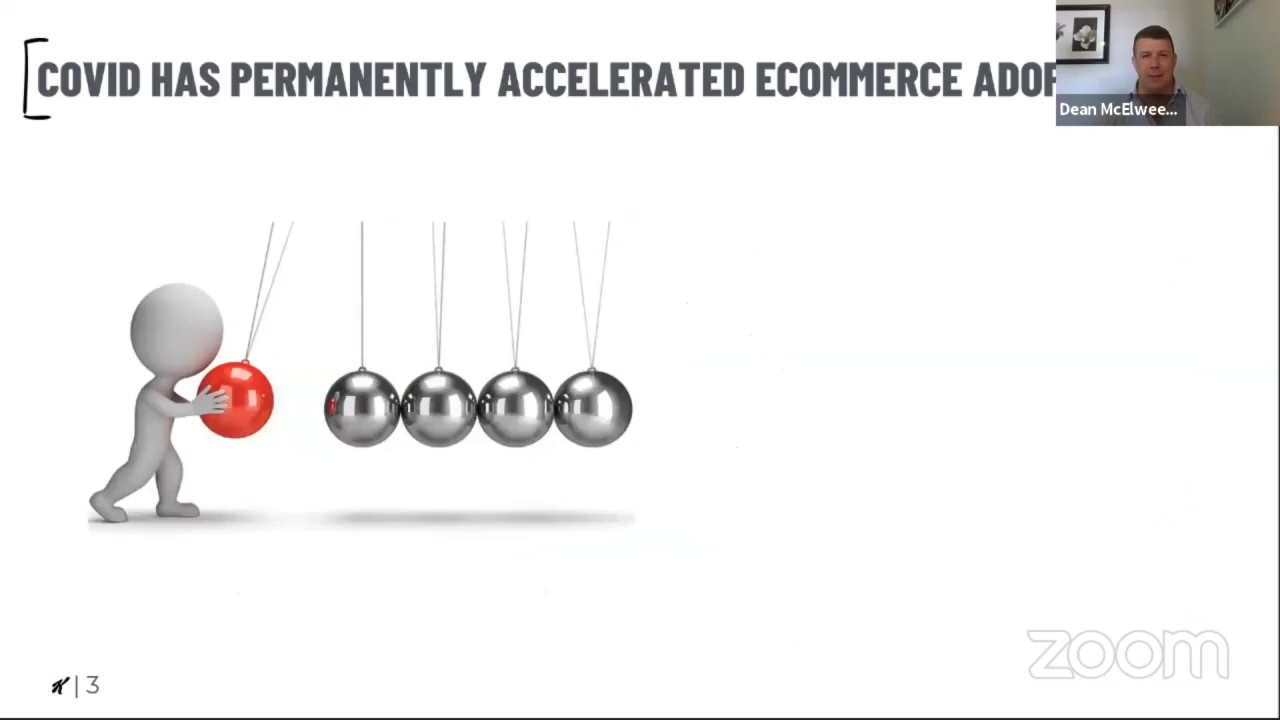 COVID HAS PERMANENTLY ACCELERATED ECOMMERCE ADOP
Dean McElwee...
K | 3
zoom